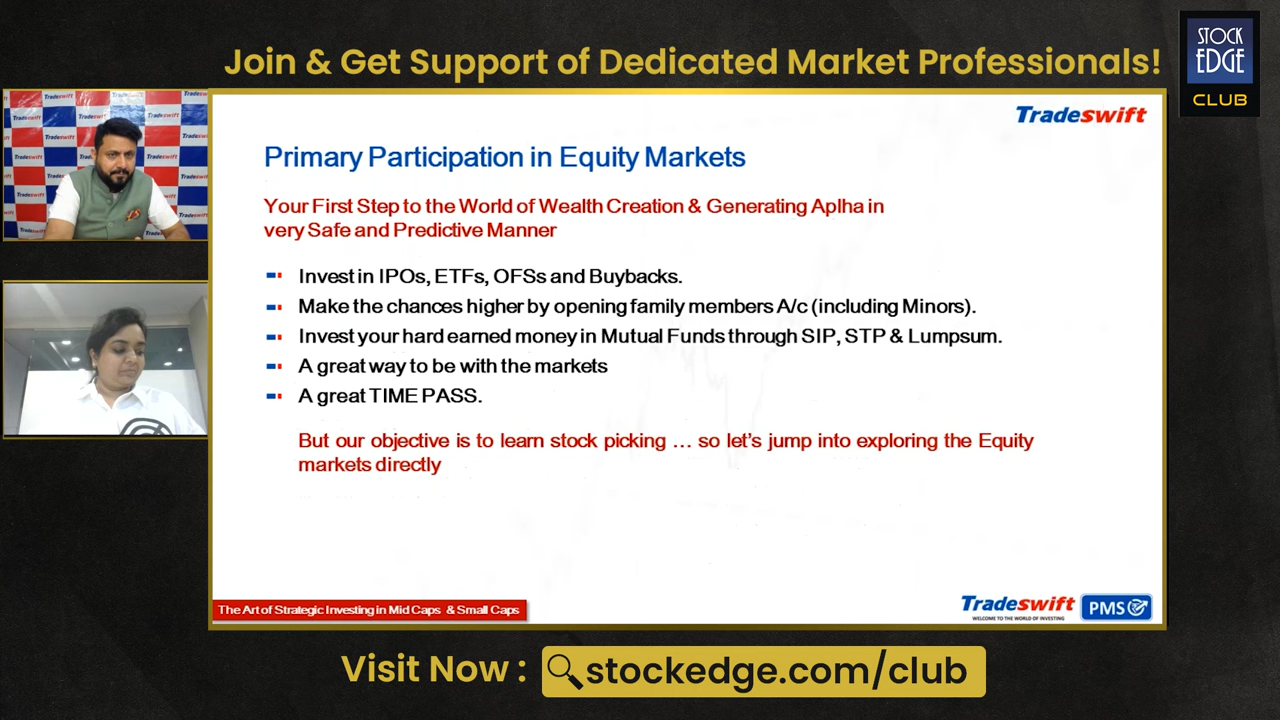 Join & Get Support of Dedicated Market Professionals!
STOCK
EDGE
CLUB
Tradeswift
Primary Participation in Equity Markets
Your First Step to the World of Wealth Creation & Generating Aplha in
very Safe and Predictive Manner
Invest in IPOs, ETFs, OFSs and Buybacks.
Make the chances higher by opening family members A/c (including Minors).
Invest your hard earned money in Mutual Funds through SIP, STP & Lumpsum.
A great way to be with the markets
A great TIME PASS.
But our objective is to learn stock picking ... so let's jump into exploring the Equity
markets directly
The Art of Strategic Investing in Mid Caps & Small Caps
Tradeswift PMS
WELCOME TO THE WORLD OF INVESTING
Visit Now : stockedge.com/club